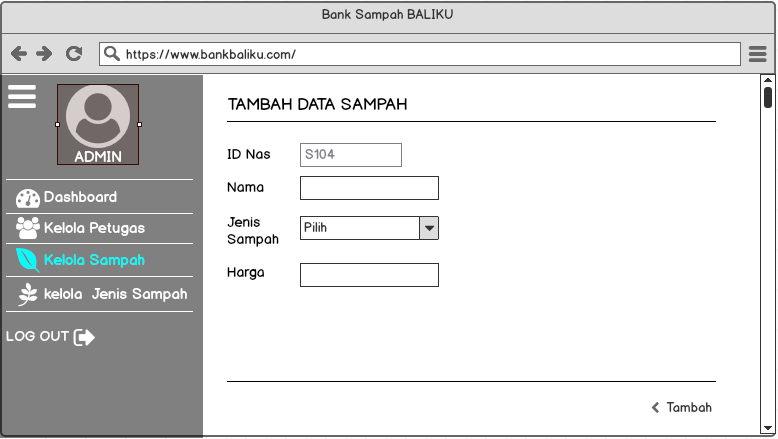 Bank Sampah BALIKU
https://www.bankbaliku.com/
ADMIN
Dashboard
Kelola Petugas
Kelola Sampah
kelola Jenis Sampah
LOG OUT
TAMBAH DATA SAMPAH
ID Nas
S104
Nama
Jenis
Sampah
Pilih
Harga
Tambah